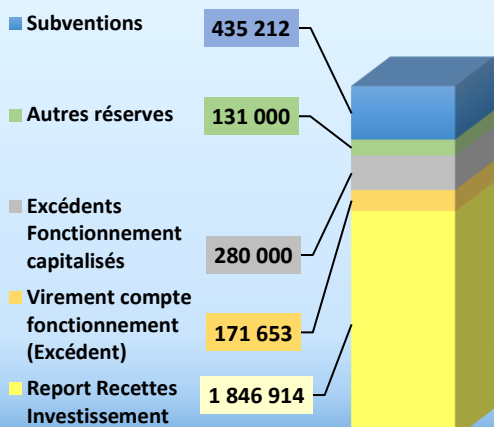 Subventions
435 212
Autres réserves
131 000
Excédents
Fonctionnement
capitalisés
280 000
Virement compte
fonctionnement
(Excédent)
171 653
Report Recettes
Investissement
1 846 914